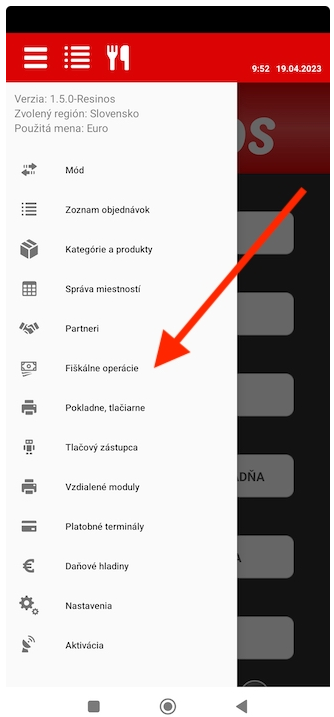 9:52 19.04.2023
Verzia: 1.5.0-Resinos
Zvolený región: Slovensko
Použitá mena: Euro
Mód
Zoznam objednávok
Kategórie a produkty
Správa miestností
Partneri
Fiškálne operácie
Pokladne, tlačiarne
Tlačový zástupca
Vzdialené moduly
Platobné terminály
Daňové hladiny
Nastavenia
Aktivácia
os
ADŇA
A